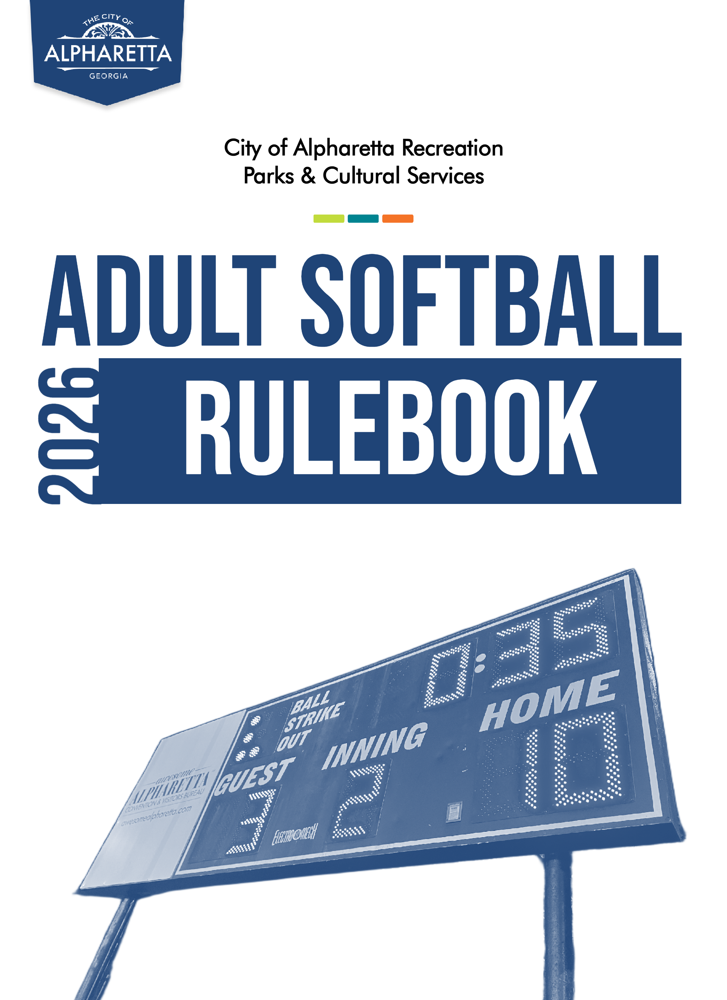 THE CITY OF
ALPHARETTA
GEORGIA
City of Alpharetta Recreation
Parks & Cultural Services
ADULT SOFTBALL
2026
RULEBOOK
0:35
BALL
STRIKE
OUT
HOME
10
INNING
2
GUEST
3
awesome
ALPHARETTA
CONVENTION & VISITORS BUREAU
awesomealpharetta.com
ELECTRO MECH